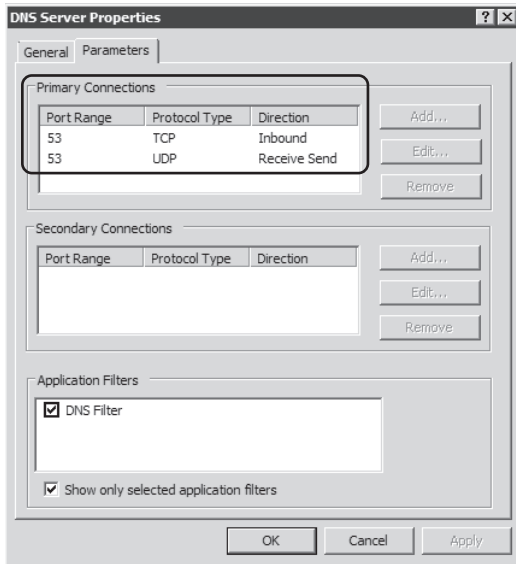 DNS Server Properties
General Parameters
Primary Connections
Port Range Protocol Type Direction
53 TCP Inbound
53 UDP Receive Send
Add...
Edit...
Remove
Secondary Connections
Port Range Protocol Type Direction
Add...
Edit...
Remove
Application Filters
DNS Filter
Show only selected application filters
OK Cancel Apply